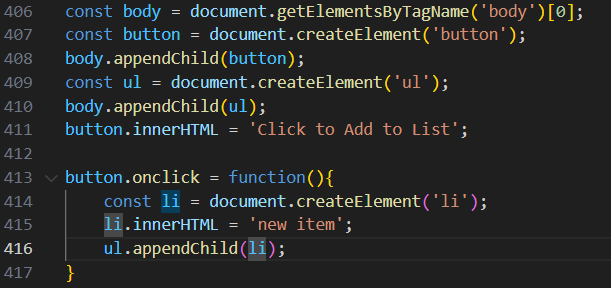 406 const body = document.getElementsByTagName('body')[0];
407 const button = document.createElement('button');
408 body.appendChild(button);
409 const ul = document.createElement('ul');
410 body.appendChild(ul);
411 button.innerHTML = 'Click to Add to List';
412
413 button.onclick = function(){
414 const li = document.createElement('li');
415 li.innerHTML = 'new item';
416 ul.appendChild(li);
417 }